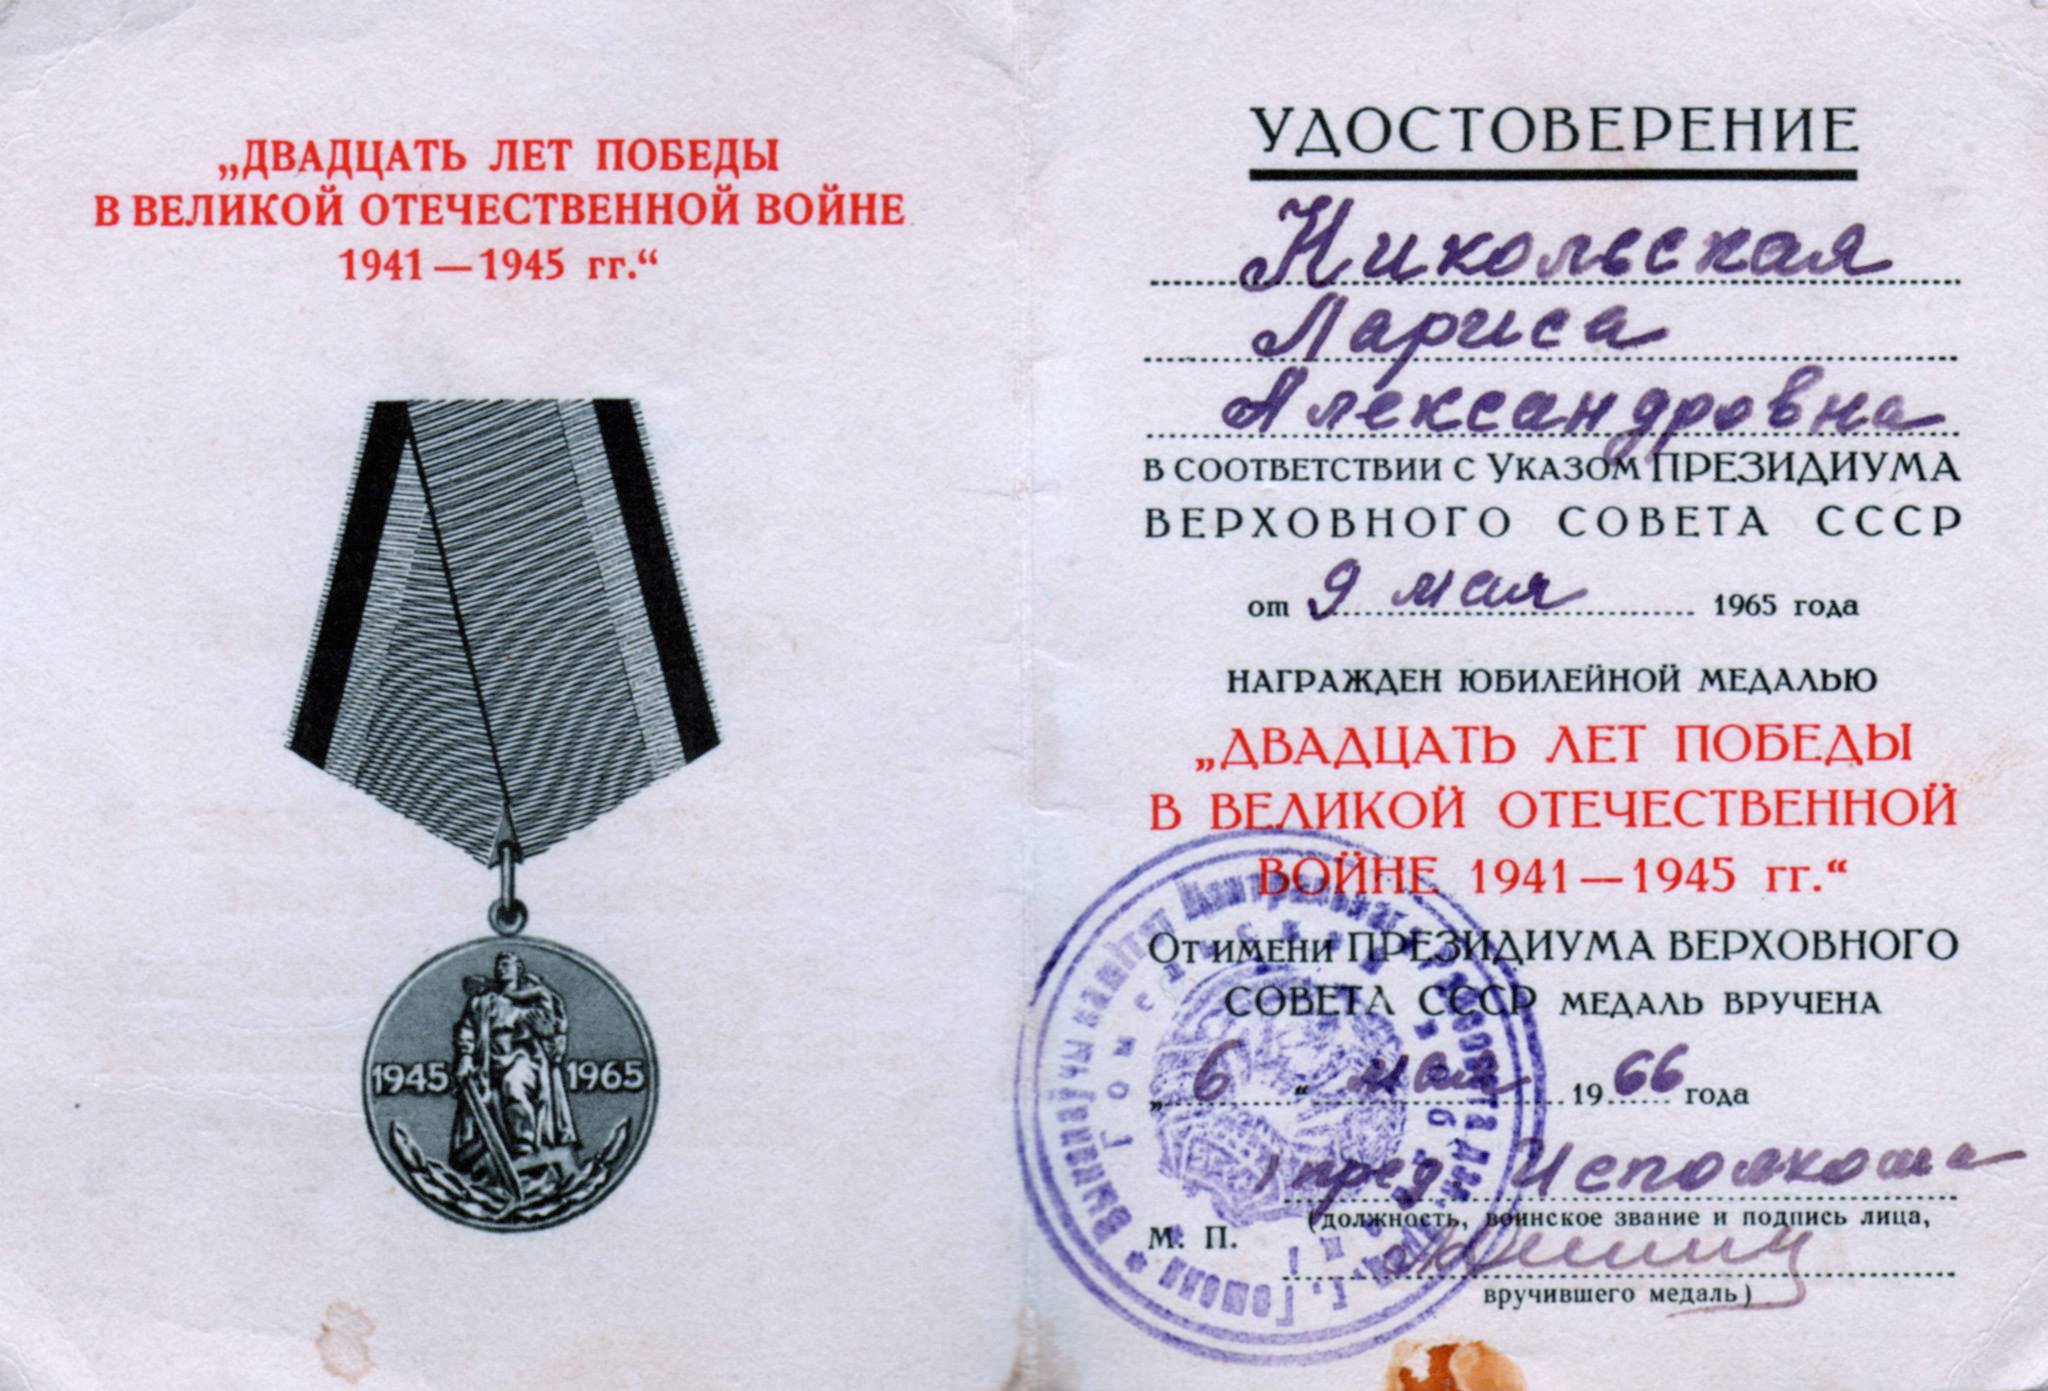 „ДВАДЦАТЬ ЛЕТ ПОБЕДЫ
В ВЕЛИКОЙ ОТЕЧЕСТВЕННОЙ ВОЙНЕ
1941—1945 гг.“
1945 1965
УДОСТОВЕРЕНИЕ
Никольская
Лариса
Александровна
в соответствии с Указом ПРЕЗИДИУМА
ВЕРХОВНОГО СОВЕТА СССР
от 9 мая 1965 года
НАГРАЖДЕН ЮБИЛЕЙНОЙ МЕДАЛЬЮ
„ДВАДЦАТЬ ЛЕТ ПОБЕДЫ
В ВЕЛИКОЙ ОТЕЧЕСТВЕННОЙ
ВОЙНЕ 1941—1945 гг.“
От имени ПРЕЗИДИУМА ВЕРХОВНОГО
СОВЕТА СССР МЕДАЛЬ ВРУЧЕНА
„6“ мая 1966 года
пред. Исполкома
М. П.
(должность, воинское звание и подпись лица,
вручившего медаль)